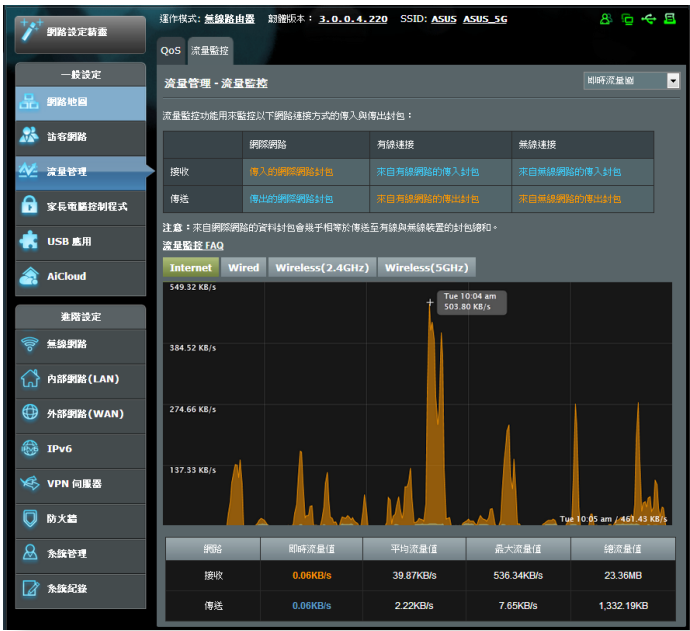 網路設定精靈
運作模式: 無線路由器 韌體版本： 3.0.0.4.220 SSID: ASUS ASUS_5G
QoS 流量監控
一般設定
網路地圖
訪客網路
流量管理
家長電腦控制程式
USB 應用
AiCloud
進階設定
無線網路
內部網路(LAN)
外部網路(WAN)
IPv6
VPN 伺服器
防火牆
系統管理
系統紀錄
流量管理 - 流量監控
即時流量圖
流量監控功能用來監控以下網路連接方式的傳入與傳出封包：
網際網路 有線連接 無線連接
接收 傳入的網際網路封包 來自有線網路的傳入封包 來自無線網路的傳入封包
傳送 傳出的網際網路封包 來自有線網路的傳出封包 來自無線網路的傳出封包
注意：來自網際網路的資料封包會幾乎相等於傳送至有線與無線裝置的封包總和。
流量監控 FAQ
Internet Wired Wireless(2.4GHz) Wireless(5GHz)
549.32 KB/s
Tue 10:04 am
503.80 KB/s
384.52 KB/s
274.66 KB/s
137.33 KB/s
Tue 10:05 am / 461.43 KB/s
網路 即時流量值 平均流量值 最大流量值 總流量值
接收 0.06KB/s 39.87KB/s 536.34KB/s 23.36MB
傳送 0.06KB/s 2.22KB/s 7.65KB/s 1,332.19KB